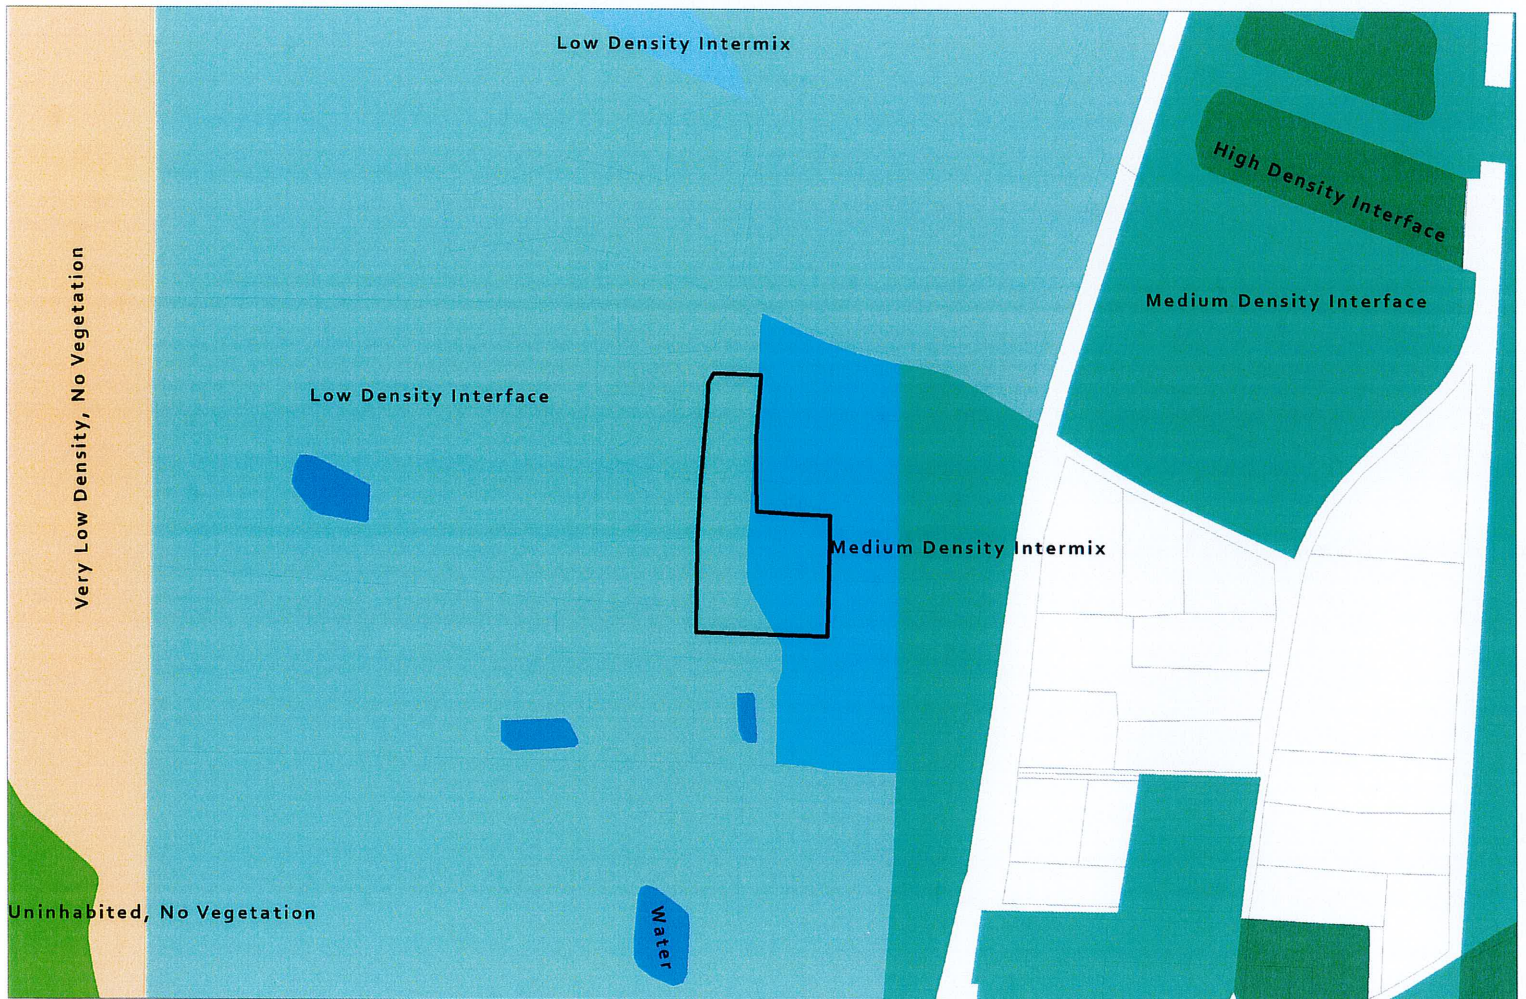 Low Density Intermix
High Density Interface
Very Low Density, No Vegetation
Medium Density Interface
Low Density Interface
Medium Density Intermix
Uninhabited, No Vegetation
Water